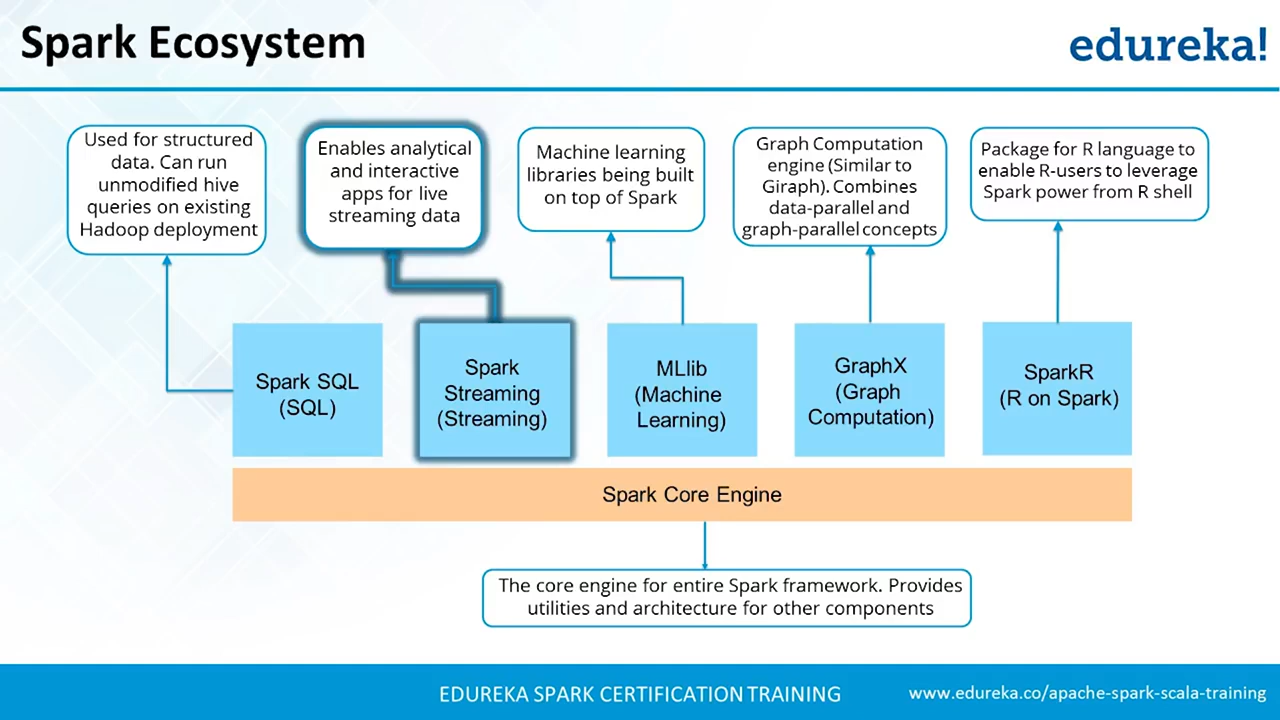 Spark Ecosystem
edureka!
Used for structured
data. Can run
unmodified hive
queries on existing
Hadoop deployment
Enables analytical
and interactive
apps for live
streaming data
Machine learning
libraries being built
on top of Spark
Graph Computation
engine (Similar to
Giraph). Combines
data-parallel and
graph-parallel concepts
Package for R language to
enable R-users to leverage
Spark power from R shell
Spark SQL
(SQL)
Spark
Streaming
(Streaming)
MLlib
(Machine
Learning)
GraphX
(Graph
Computation)
SparkR
(R on Spark)
Spark Core Engine
The core engine for entire Spark framework. Provides
utilities and architecture for other components
EDUREKA SPARK CERTIFICATION TRAINING
www.edureka.co/apache-spark-scala-training